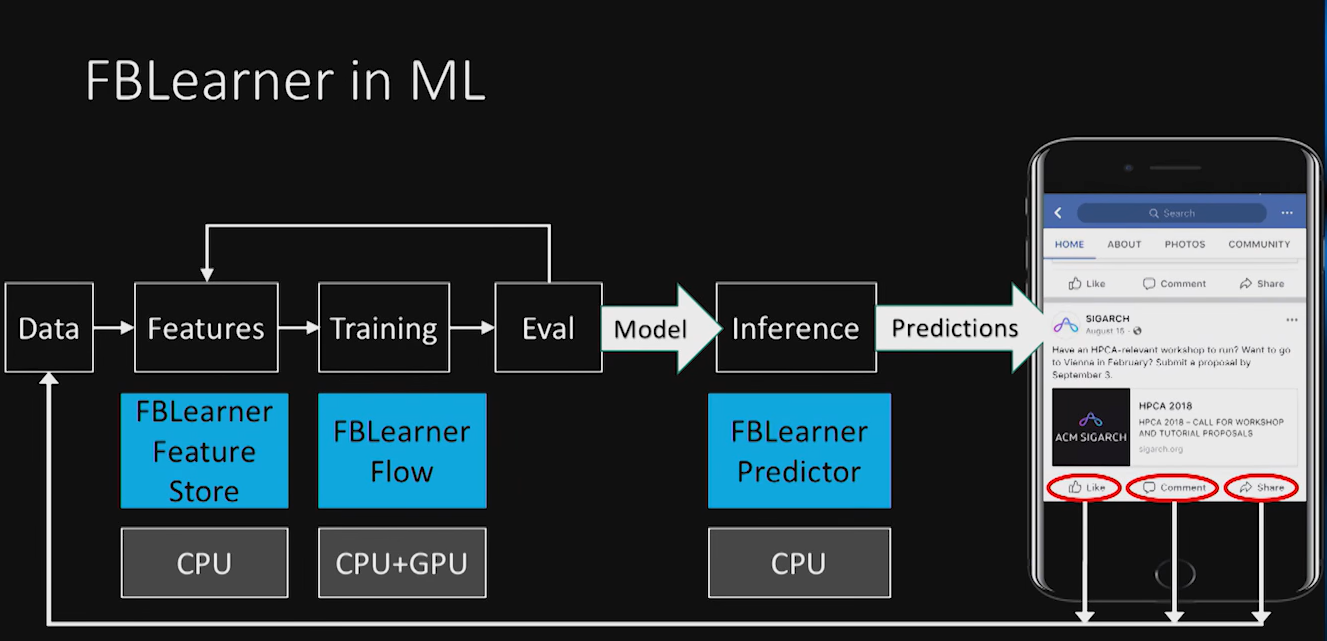 FBLearner in ML
Data
Features
Training
Eval
Model
Inference
Predictions
FBLearner
Feature
Store
FBLearner
Flow
FBLearner
Predictor
CPU
CPU+GPU
CPU
Search
HOME ABOUT PHOTOS COMMUNITY
Like Comment Share
SIGARCH
August 15 ·
Have an HPCA-relevant workshop to run? Want to go
to Vienna in February? Submit a proposal by
September 3.
ACM SIGARCH
HPCA 2018
HPCA 2018 – CALL FOR WORKSHOP
AND TUTORIAL PROPOSALS
sigarch.org
Like Comment Share